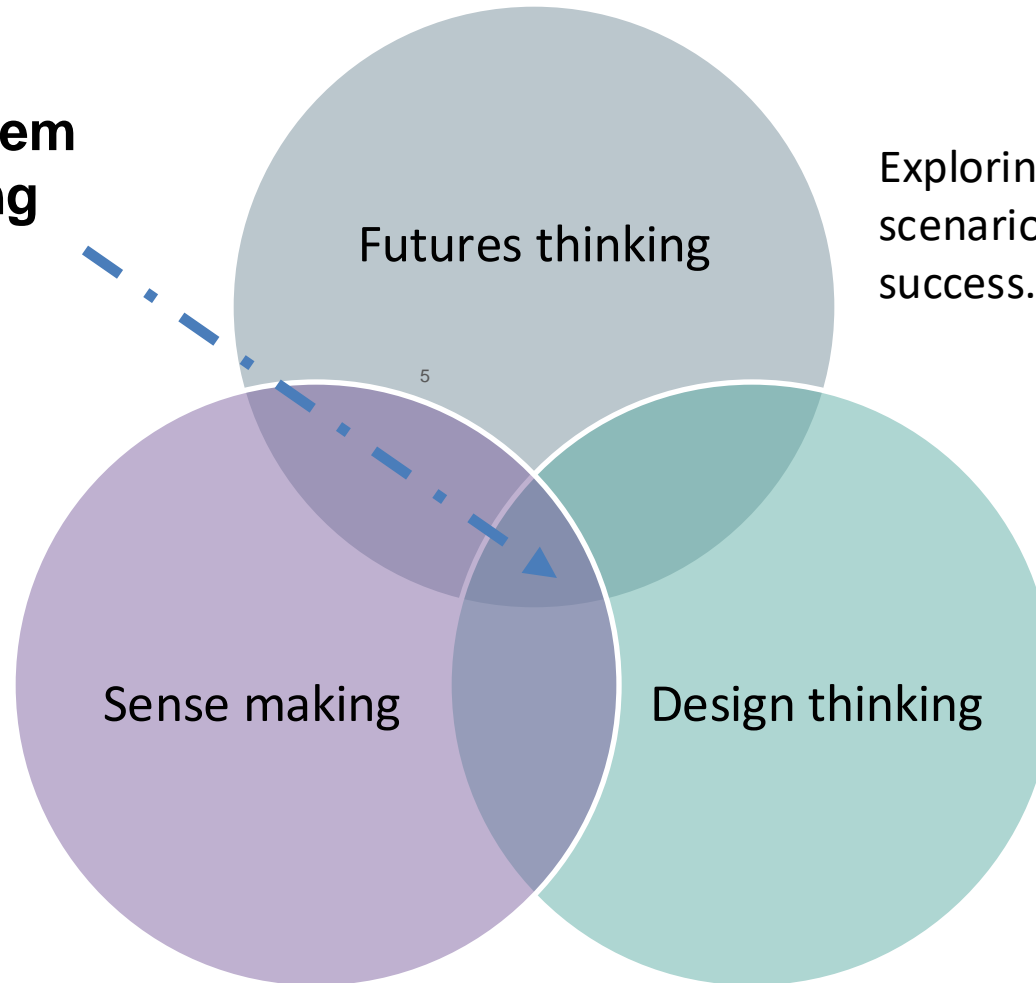 em
ng
Futures thinking
Explorin
scenario
success.
5
Sense making
Design thinking